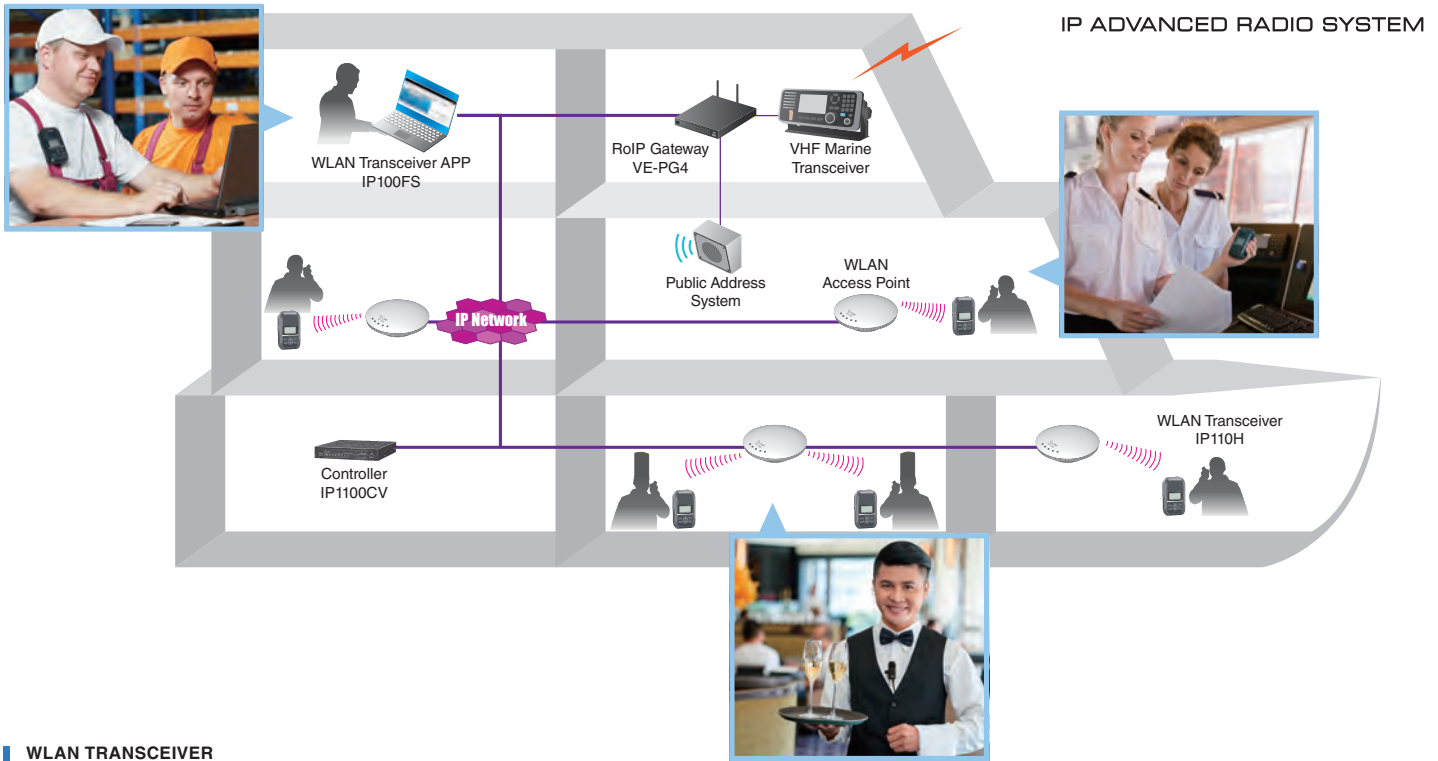 IP ADVANCED RADIO SYSTEM
WLAN Transceiver APP
IP100FS
RoIP Gateway
VE-PG4
VHF Marine
Transceiver
Public Address
System
WLAN
Access Point
IP Network
Controller
IP1100CV
WLAN Transceiver
IP110H
WLAN TRANSCEIVER